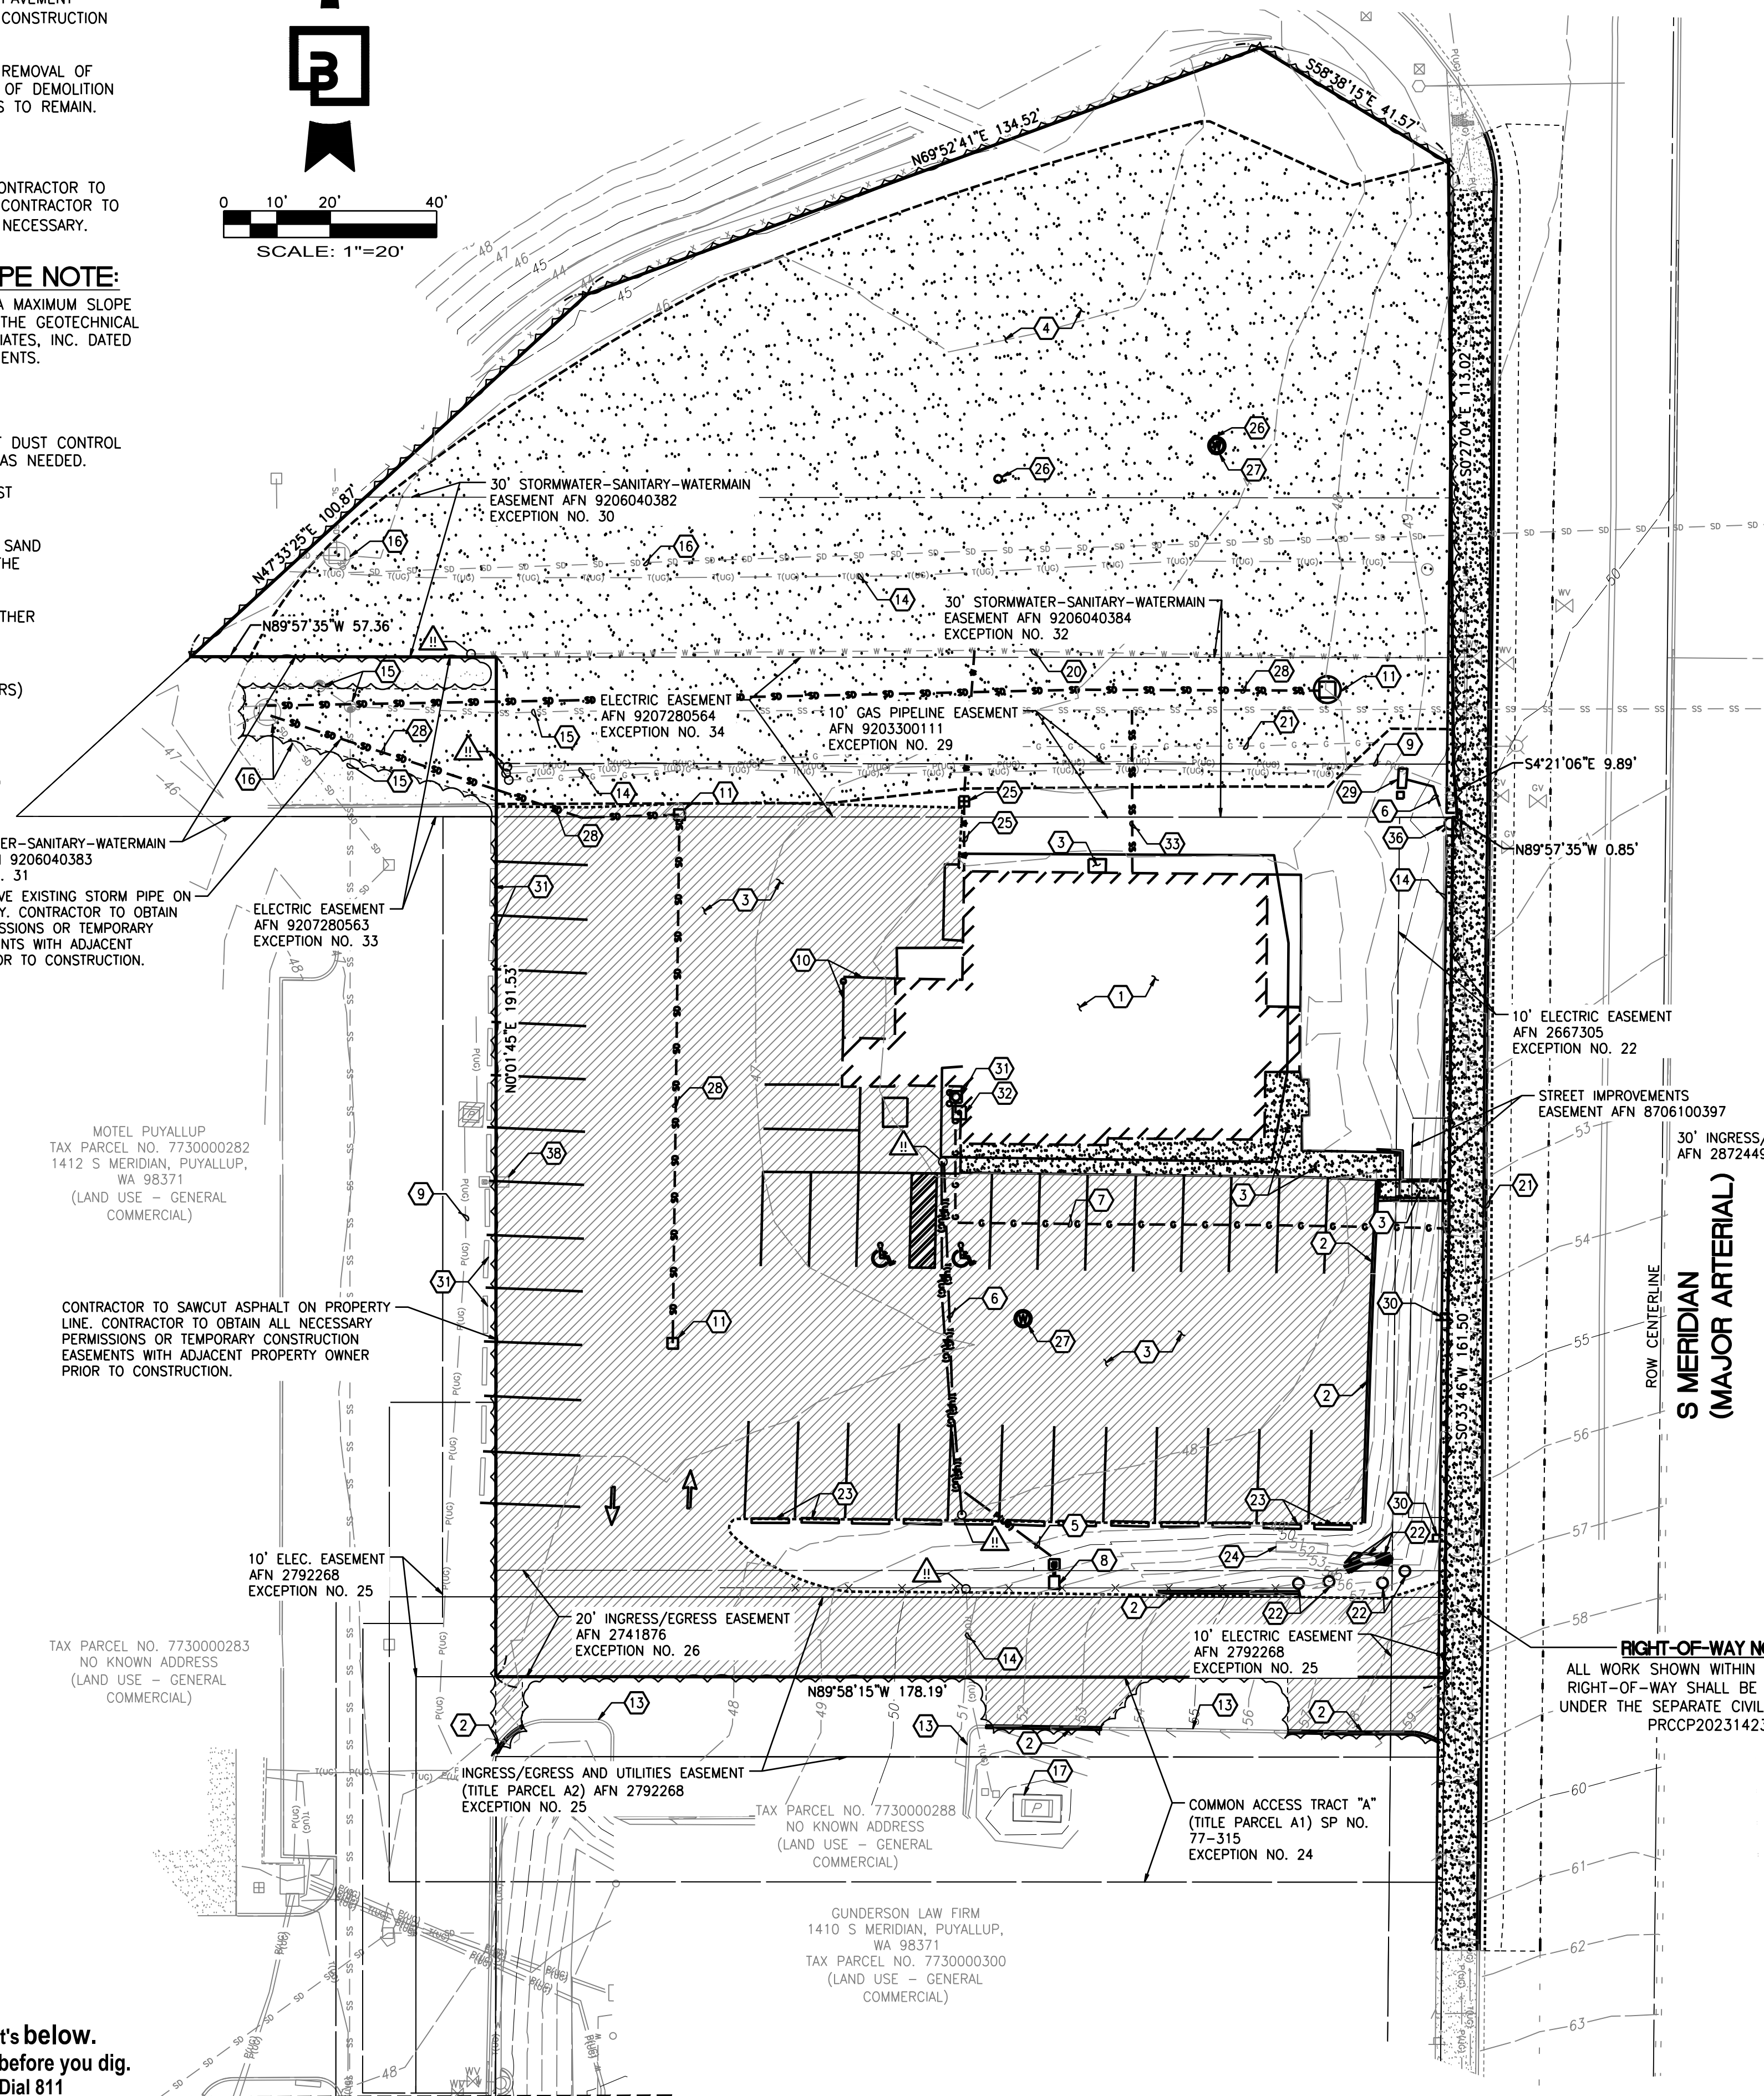 PAVEMENT
CONSTRUCTION
REMOVAL OF
OF DEMOLITION
S TO REMAIN.
ONTRACTOR TO
CONTRACTOR TO
NECESSARY.
0 10' 20' 40'
SCALE: 1"=20'
PE NOTE:
A MAXIMUM SLOPE
THE GEOTECHNICAL
IATES, INC. DATED
ENTS.
T DUST CONTROL
AS NEEDED.
ST
SAND
THE
THER
RS)
N69°52'41"E 134.52'
S58°38'15"E 41.57'
S0°27'04"E 113.02'
N47°33'25"E 100.87'
N89°57'35"W 57.36'
30' STORMWATER-SANITARY-WATERMAIN
EASEMENT AFN 9206040382
EXCEPTION NO. 30
30' STORMWATER-SANITARY-WATERMAIN
EASEMENT AFN 9206040384
EXCEPTION NO. 32
ELECTRIC EASEMENT
AFN 9207280564
EXCEPTION NO. 34
10' GAS PIPELINE EASEMENT
AFN 9203300111
EXCEPTION NO. 29
S4°21'06"E 9.89'
N89°57'35"W 0.85'
ER-SANITARY-WATERMAIN
N 9206040383
. 31
VE EXISTING STORM PIPE ON
Y. CONTRACTOR TO OBTAIN
SSIONS OR TEMPORARY
NTS WITH ADJACENT
OR TO CONSTRUCTION.
ELECTRIC EASEMENT
AFN 9207280563
EXCEPTION NO. 33
N0°01'45"E 191.53'
10' ELECTRIC EASEMENT
AFN 2667305
EXCEPTION NO. 22
STREET IMPROVEMENTS
EASEMENT AFN 8706100397
30' INGRESS/
AFN 2872449
MOTEL PUYALLUP
TAX PARCEL NO. 7730000282
1412 S MERIDIAN, PUYALLUP,
WA 98371
(LAND USE – GENERAL
COMMERCIAL)
CONTRACTOR TO SAWCUT ASPHALT ON PROPERTY
LINE. CONTRACTOR TO OBTAIN ALL NECESSARY
PERMISSIONS OR TEMPORARY CONSTRUCTION
EASEMENTS WITH ADJACENT PROPERTY OWNER
PRIOR TO CONSTRUCTION.
ROW CENTERLINE
S MERIDIAN
(MAJOR ARTERIAL)
S0°33'46"W 161.50'
10' ELEC. EASEMENT
AFN 2792268
EXCEPTION NO. 25
20' INGRESS/EGRESS EASEMENT
AFN 2741876
EXCEPTION NO. 26
10' ELECTRIC EASEMENT
AFN 2792268
EXCEPTION NO. 25
TAX PARCEL NO. 7730000283
NO KNOWN ADDRESS
(LAND USE – GENERAL
COMMERCIAL)
RIGHT-OF-WAY NO
ALL WORK SHOWN WITHIN
RIGHT-OF-WAY SHALL BE
UNDER THE SEPARATE CIVIL
PRCCP20231423
N89°58'15"W 178.19'
INGRESS/EGRESS AND UTILITIES EASEMENT
(TITLE PARCEL A2) AFN 2792268
EXCEPTION NO. 25
TAX PARCEL NO. 7730000288
NO KNOWN ADDRESS
(LAND USE – GENERAL
COMMERCIAL)
COMMON ACCESS TRACT "A"
(TITLE PARCEL A1) SP NO.
77-315
EXCEPTION NO. 24
GUNDERSON LAW FIRM
1410 S MERIDIAN, PUYALLUP,
WA 98371
TAX PARCEL NO. 7730000300
(LAND USE – GENERAL
COMMERCIAL)
t's below.
before you dig.
Dial 811